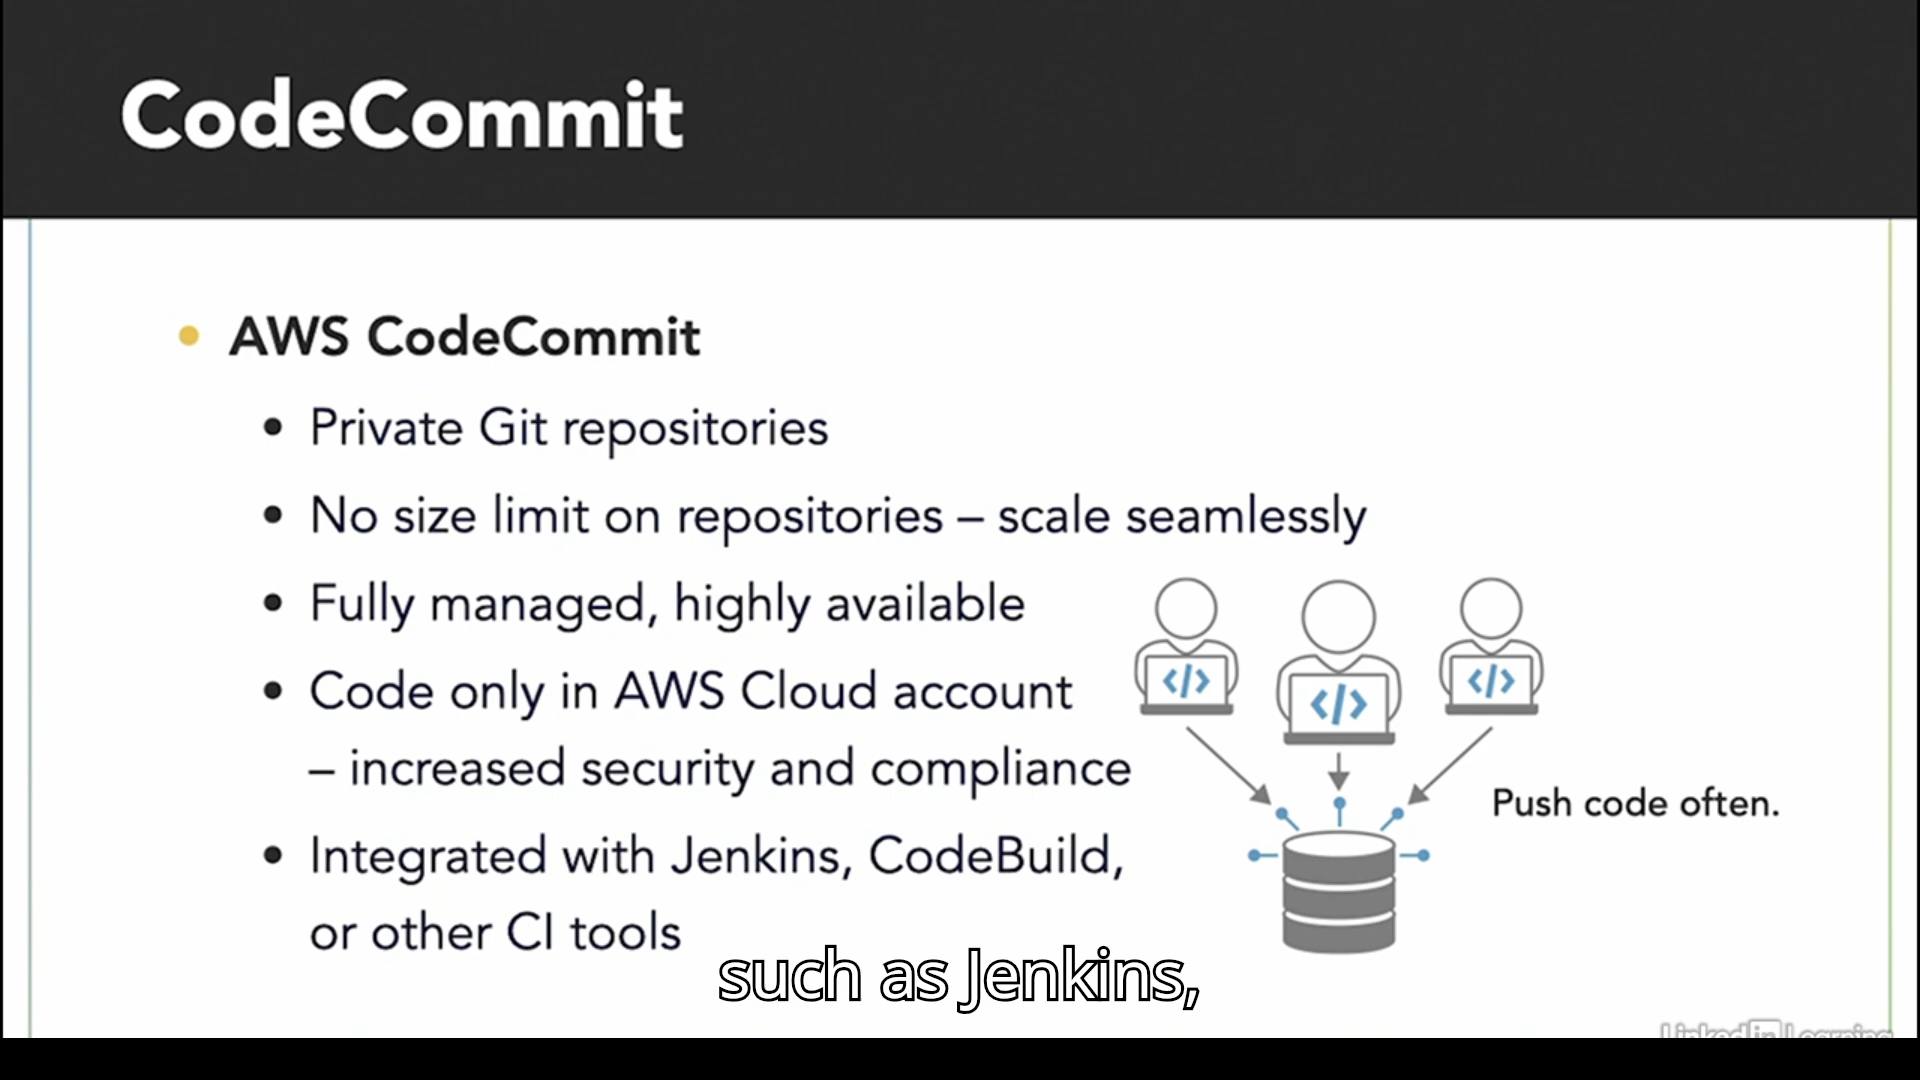 CodeCommit
• AWS CodeCommit
• Private Git repositories
• No size limit on repositories – scale seamlessly
• Fully managed, highly available
• Code only in AWS Cloud account
– increased security and compliance
• Integrated with Jenkins, CodeBuild,
or other CI tools
</>
</>
</>
Push code often.
such as Jenkins,
LinkedIn Learning